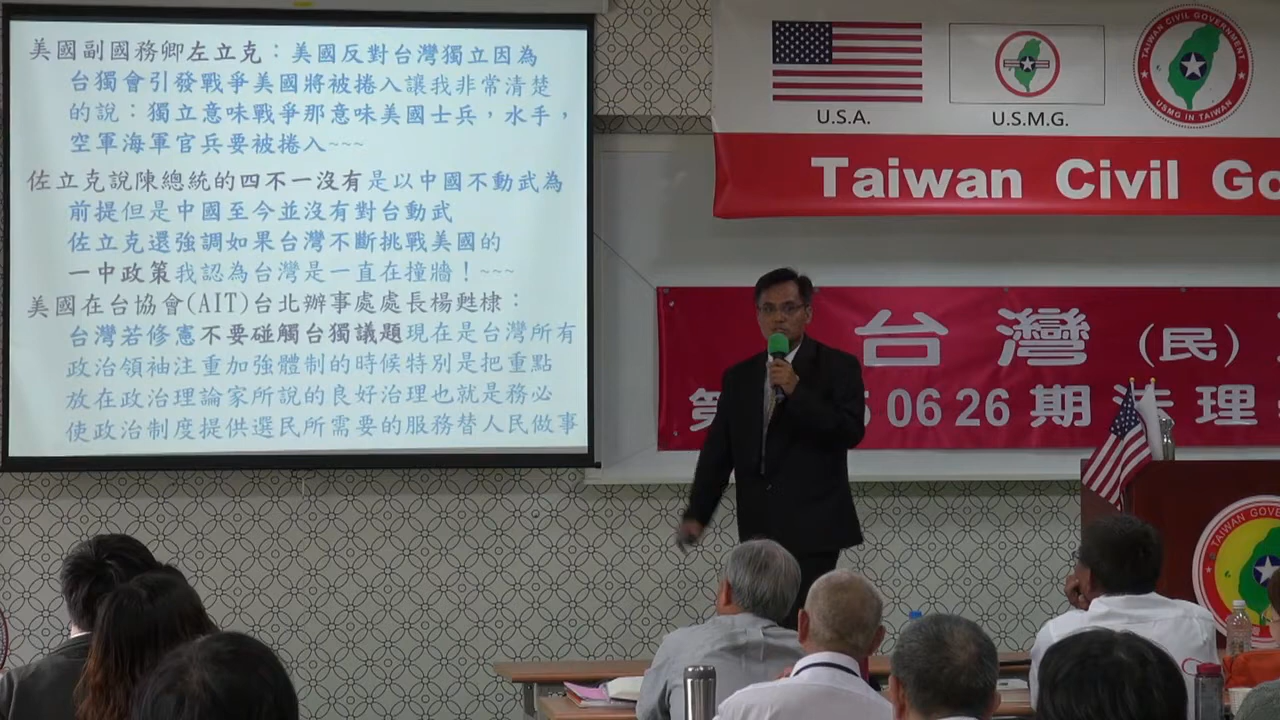 美國副國務卿左立克：美國反對台灣獨立因為
台獨會引發戰爭美國將被捲入讓我非常清楚
的說：獨立意味戰爭那意味美國士兵，水手，
空軍海軍官兵要被捲入~~~
佐立克說陳總統的四不一沒有是以中國不動武為
前提但是中國至今並沒有對台動武
佐立克還強調如果台灣不斷挑戰美國的
一中政策我認為台灣是一直在撞牆！~~~
美國在台協會(AIT)台北辦事處處長楊甦棣：
台灣若修憲不要碰觸台獨議題現在是台灣所有
政治領袖注重加強體制的時候特別是把重點
放在政治理論家所說的良好治理也就是務必
使政治制度提供選民所需要的服務替人民做事
U.S.A.
U.S.M.G.
TAIWAN CIVIL GOVERNMENT
USMG IN TAIWAN
Taiwan Civil Go
台灣(民)
第 06 26 期法理
TAIWAN GOVE